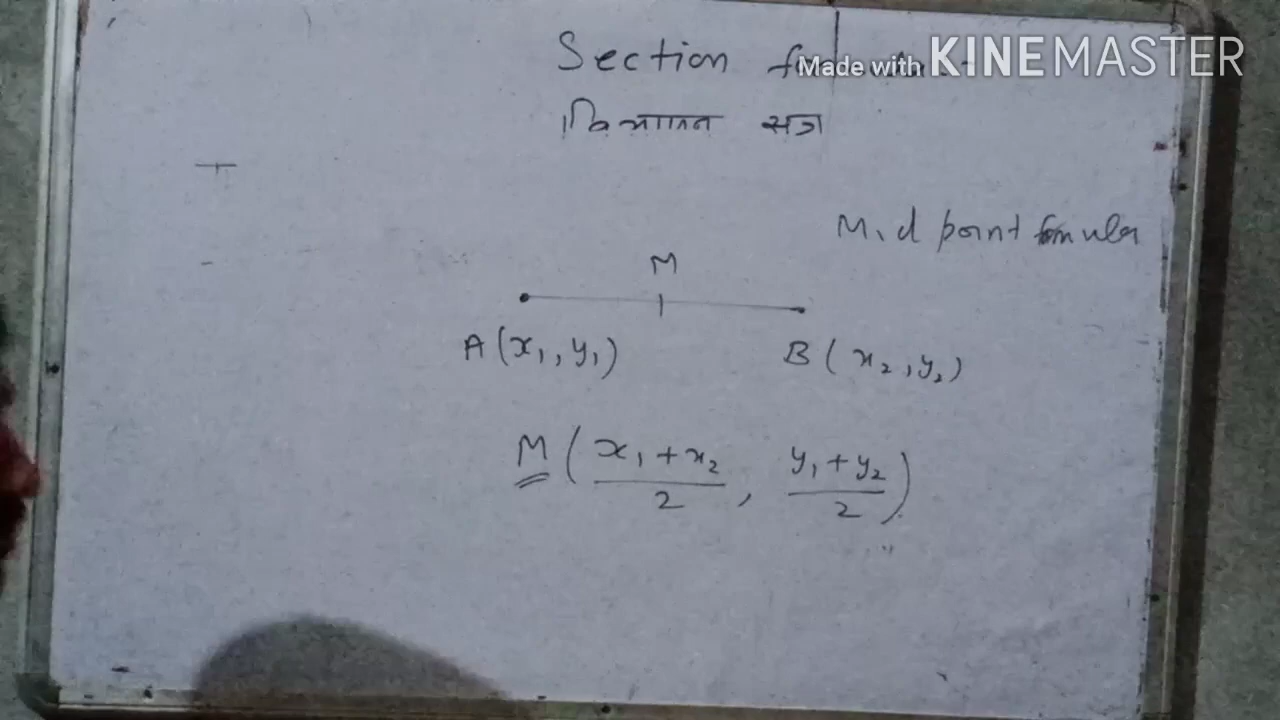 Section
Made with KINEMASTER
विभाजन सूत्र
Mid point formula
M
A (x₁, y₁)
B (x₂, y₂)
M ( x₁ + x₂ / 2 , y₁ + y₂ / 2 )